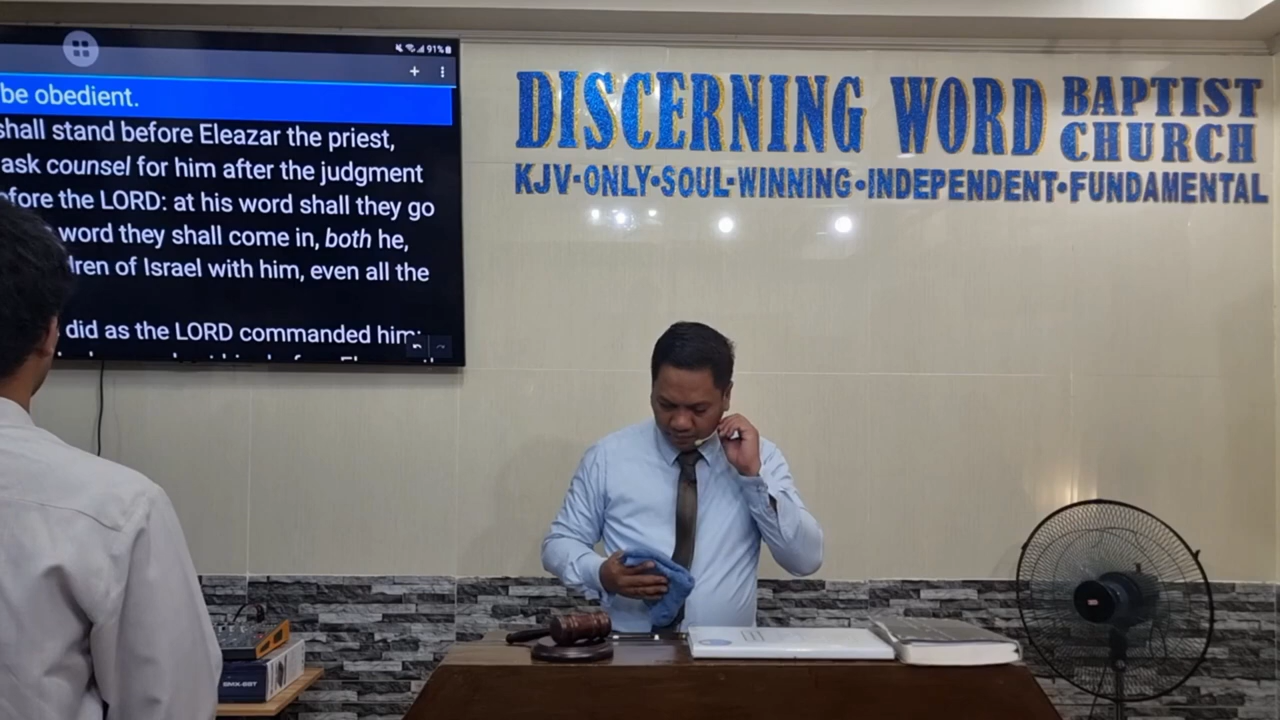 91%
be obedient.
shall stand before Eleazar the priest,
ask counsel for him after the judgment
before the LORD: at his word shall they go
word they shall come in, both he,
of Israel with him, even all the
did as the LORD commanded him:
DISCERNING WORD BAPTIST CHURCH
KJV-ONLY•SOUL-WINNING•INDEPENDENT•FUNDAMENTAL